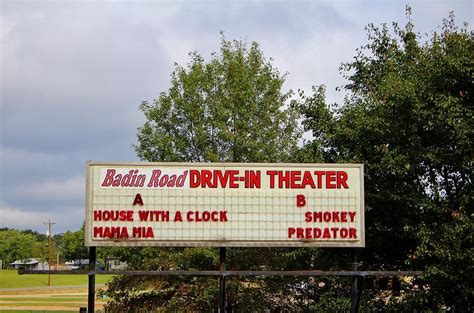 Badin Road DRIVE-IN THEATER
A B
HOUSE WITH A CLOCK SMOKEY
MAMA MIA PREDATOR